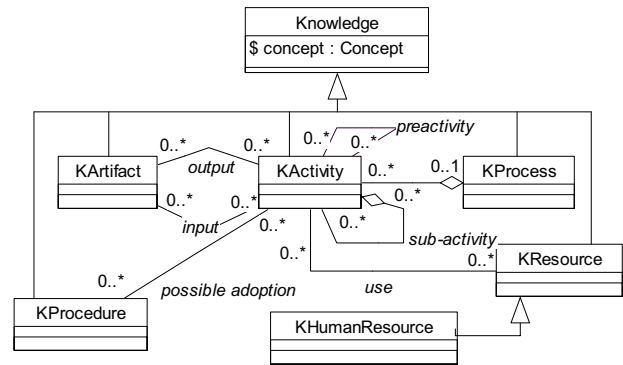 Knowledge
$ concept : Concept
0..*
0..*
preactivity
0..*
0..*
output
0..*
0..1
KArtifact
KActivity
KProcess
0..*
0..*
0..*
input
0..*
0..*
sub-activity
0..*
0..*
KResource
0..*
possible adoption
use
KProcedure
KHumanResource